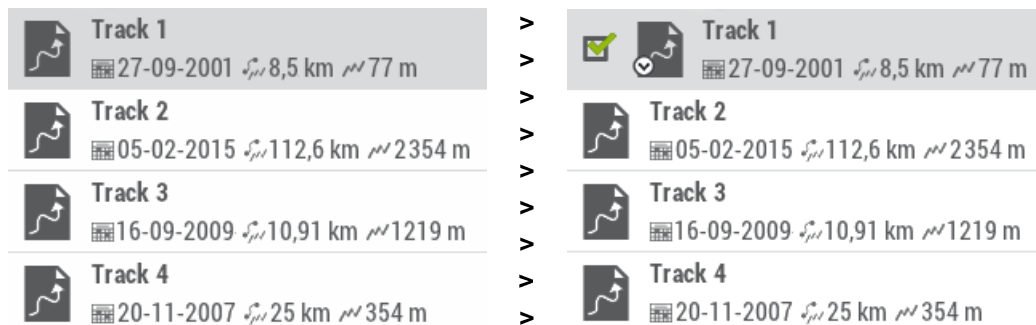 Track 1
27-09-2001 8,5 km 77 m
Track 2
05-02-2015 112,6 km 2354 m
Track 3
16-09-2009 10,91 km 1219 m
Track 4
20-11-2007 25 km 354 m
>
>
>
>
>
>
>
>
>
Track 1
27-09-2001 8,5 km 77 m
Track 2
05-02-2015 112,6 km 2354 m
Track 3
16-09-2009 10,91 km 1219 m
Track 4
20-11-2007 25 km 354 m